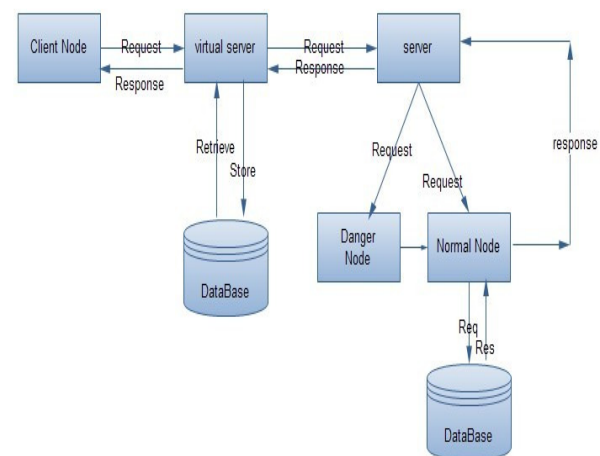 Client Node
Request
Response
virtual server
Request
Response
server
Retrieve
Store
DataBase
Request
Request
response
Danger
Node
Normal Node
Req
Res
DataBase